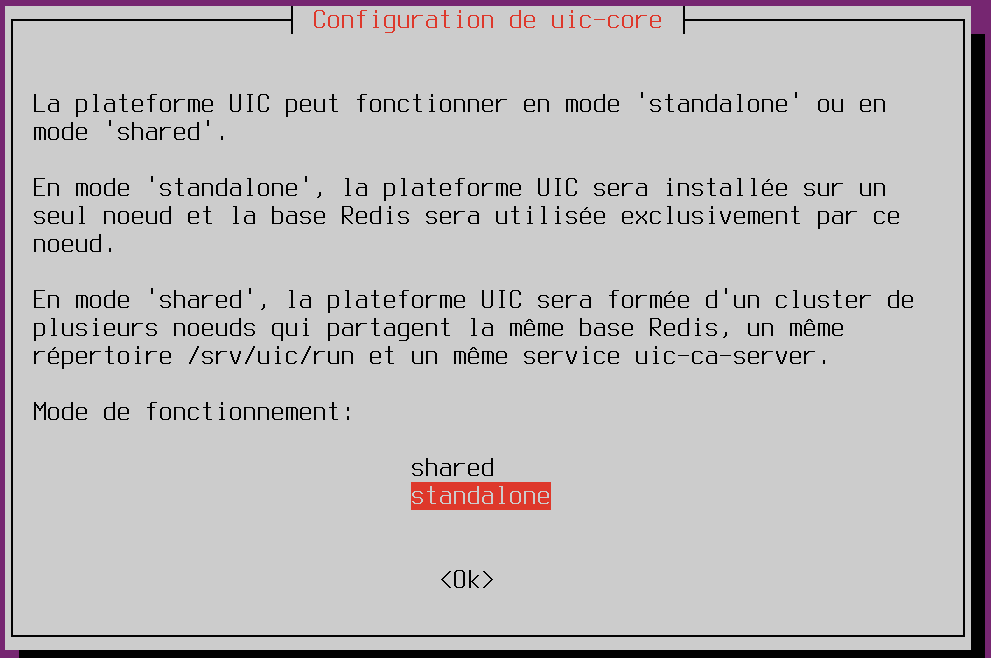 Configuration de uic-core
La plateforme UIC peut fonctionner en mode 'standalone' ou en
mode 'shared'.
En mode 'standalone', la plateforme UIC sera installée sur un
seul noeud et la base Redis sera utilisée exclusivement par ce
noeud.
En mode 'shared', la plateforme UIC sera formée d'un cluster de
plusieurs noeuds qui partagent la même base Redis, un même
répertoire /srv/uic/run et un même service uic-ca-server.
Mode de fonctionnement:
shared
standalone
<Ok>